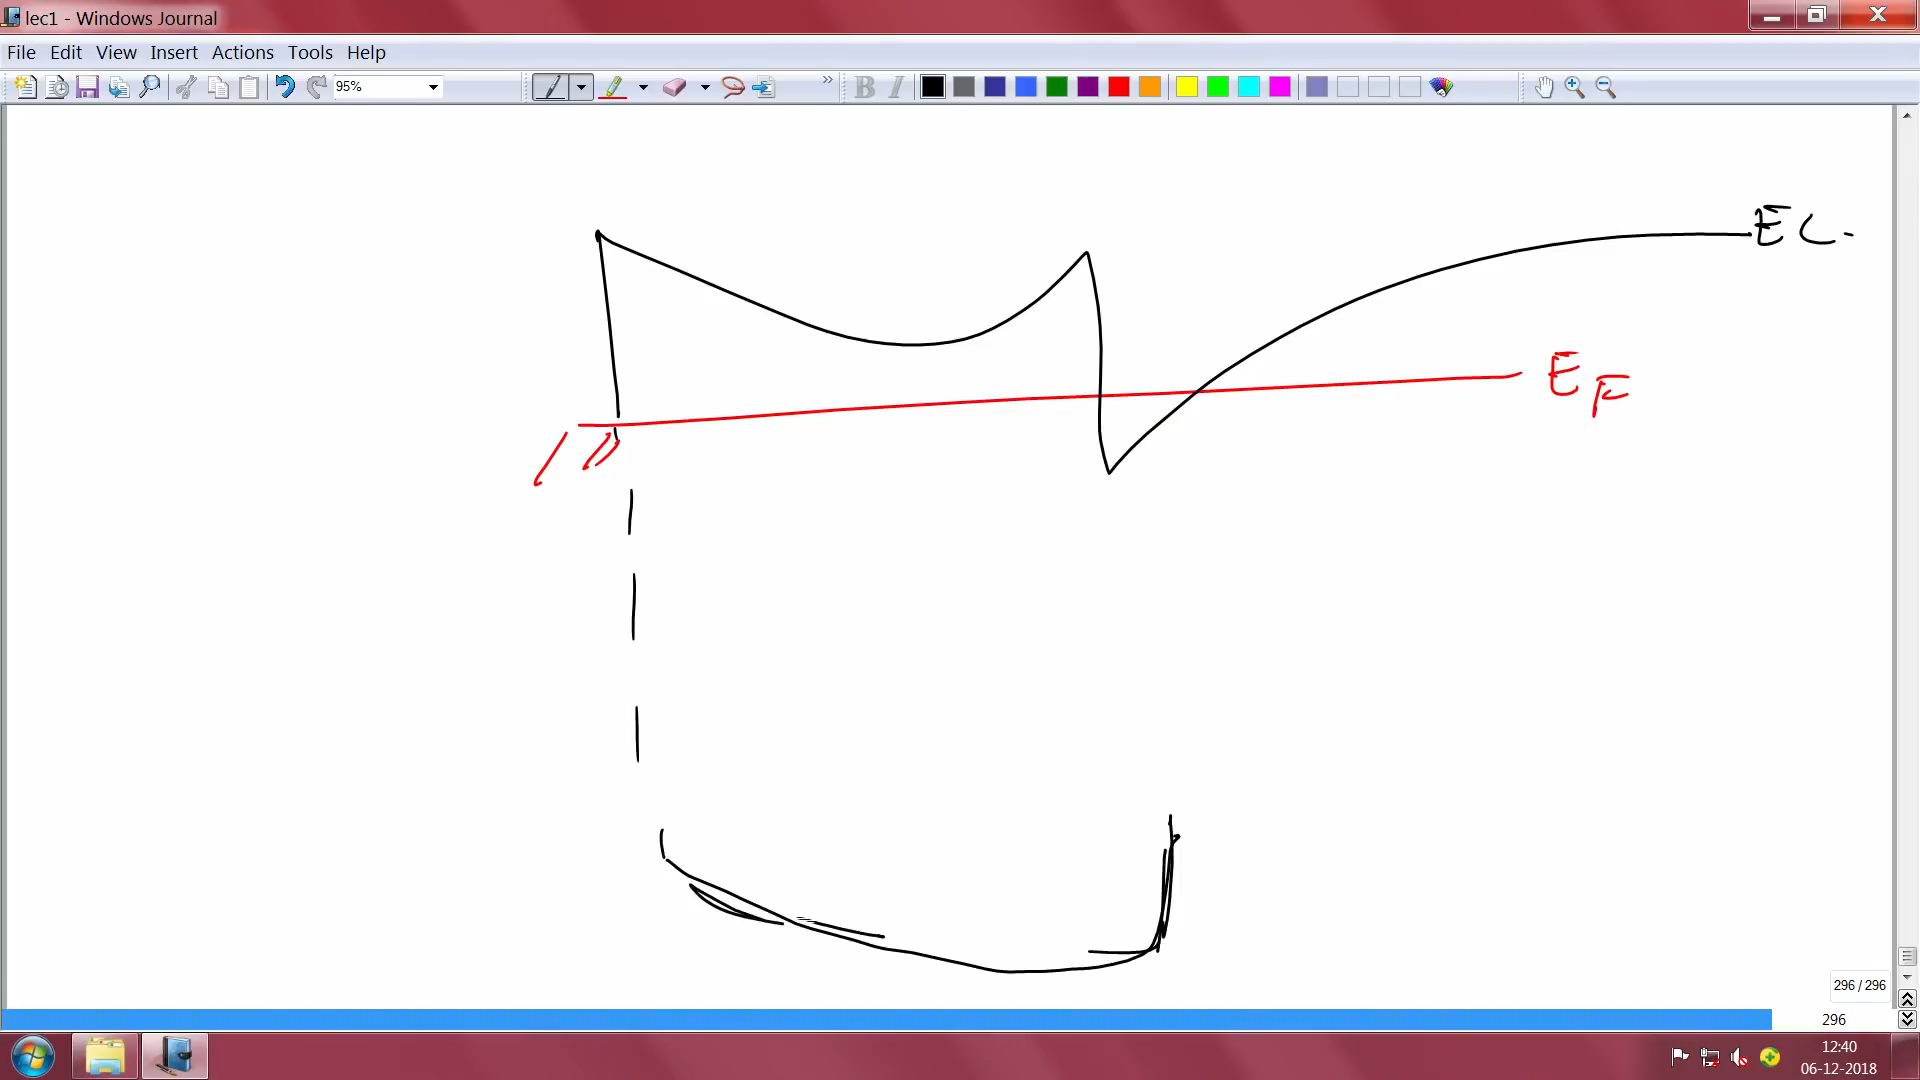 lec1 - Windows Journal
File Edit View Insert Actions Tools Help
95%
B I
EC
EF
296 / 296
296
12:40
06-12-2018